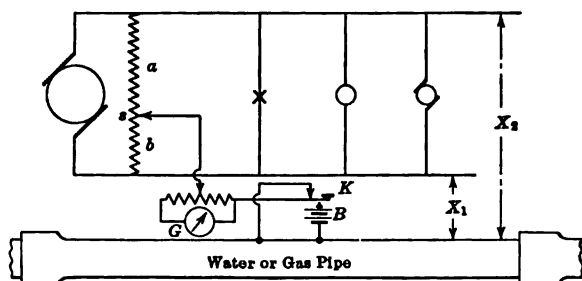 a
s
b
X₂
K
X₁
G
B
Water or Gas Pipe